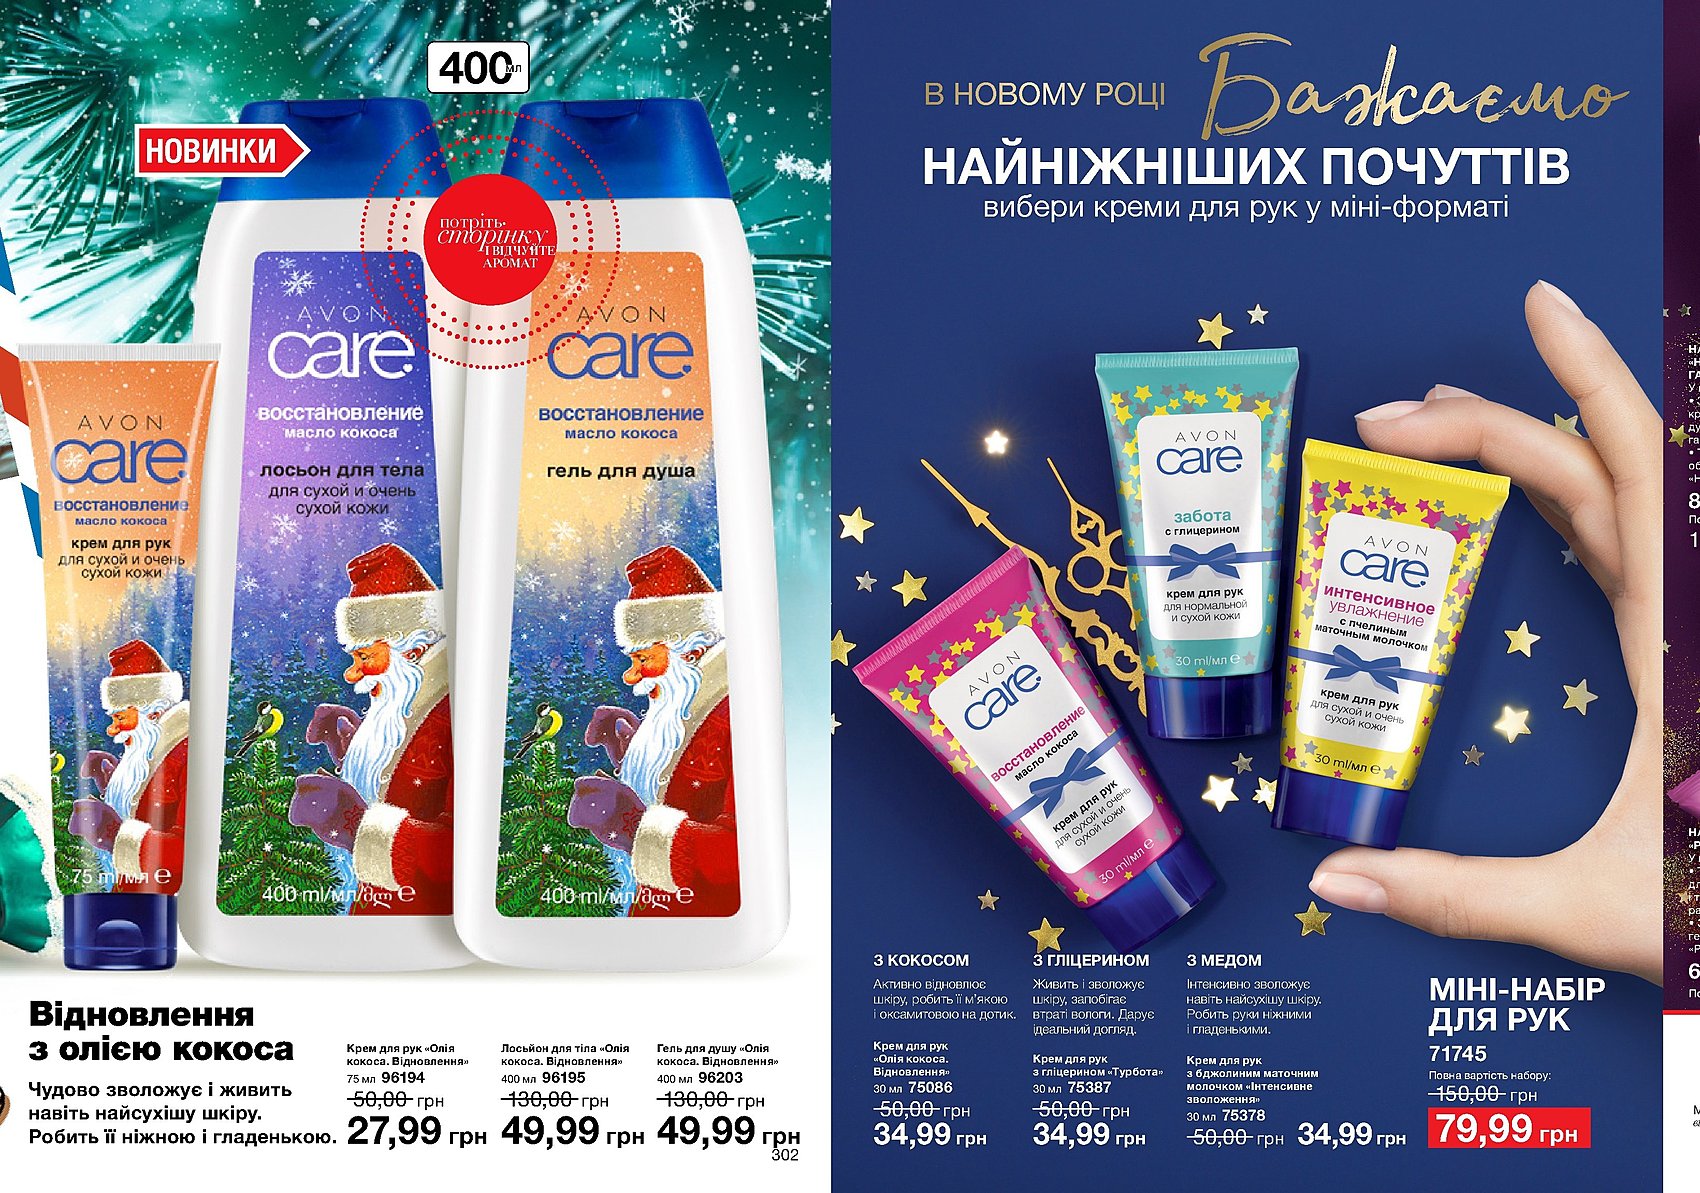 400 мл
НОВИНКИ
ПОТРІТЬ
СТОРІНКУ
І ВІДЧУЙТЕ
АРОМАТ
AVON
care
ВОССТАНОВЛЕНИЕ
МАСЛО КОКОСА
крем для рук
для сухой и очень
сухой кожи
75 ml/мл e
AVON
care
ВОССТАНОВЛЕНИЕ
МАСЛО КОКОСА
лосьон для тела
для сухой и очень
сухой кожи
400 ml/мл/მლ e
AVON
care
ВОССТАНОВЛЕНИЕ
МАСЛО КОКОСА
гель для душа
400 ml/мл/მლ e
Відновлення
з олією кокоса
Чудово зволожує і живить
навіть найсухішу шкіру.
Робить її ніжною і гладенькою.
Крем для рук «Олія
кокоса. Відновлення»
75 мл 96194
50,00 грн
27,99 грн
Лосьйон для тіла «Олія
кокоса. Відновлення»
400 мл 96195
130,00 грн
49,99 грн
Гель для душу «Олія
кокоса. Відновлення»
400 мл 96203
130,00 грн
49,99 грн
302
В НОВОМУ РОЦІ Бажаємо
НАЙНІЖНІШИХ ПОЧУТТІВ
вибери креми для рук у міні-форматі
AVON
care
восстановление
масло кокоса
крем для рук
для сухой и очень
сухой кожи
30 ml/мл e
AVON
care
забота
с глицерином
крем для рук
для нормальной
и сухой кожи
30 ml/мл e
AVON
care
интенсивное
увлажнение
с пчелиным
маточным молочком
крем для рук
для сухой и очень
сухой кожи
30 ml/мл e
З КОКОСОМ
Активно відновлює
шкіру, робить її м'якою
і оксамитовою на дотик.
Крем для рук
«Олія кокоса.
Відновлення»
30 мл 75086
50,00 грн
34,99 грн
З ГЛІЦЕРИНОМ
Живить і зволожує
шкіру, запобігає
втраті вологи. Дарує
ідеальний догляд.
Крем для рук
з гліцерином «Турбота»
30 мл 75387
50,00 грн
34,99 грн
З МЕДОМ
Інтенсивно зволожує
навіть найсухішу шкіру.
Робить руки ніжними
і гладенькими.
Крем для рук
з бджолиним маточним
молочком «Інтенсивне
зволоження»
30 мл 75378
50,00 грн 34,99 грн
МІНІ-НАБІР
ДЛЯ РУК
71745
Повна вартість набору:
150,00 грн
79,99 грн